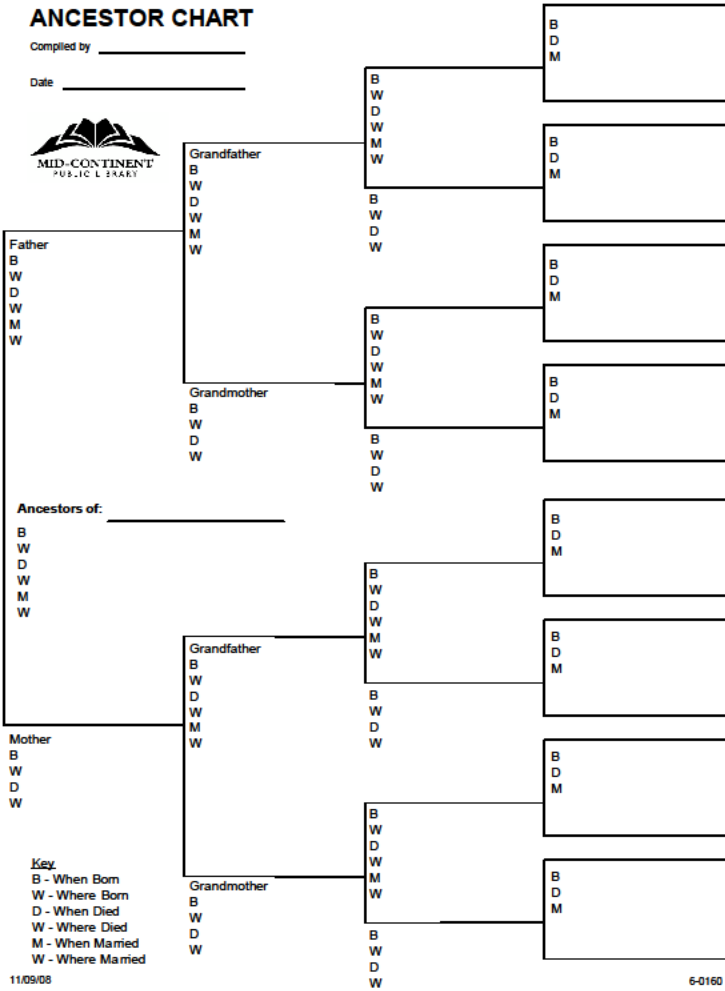 ANCESTOR CHART
Compiled by
Date
MID-CONTINENT
PUBLIC LIBRARY
Father
B
W
D
W
M
W
Grandfather
B
W
D
W
M
W
B
W
D
W
M
W
B
D
M
B
D
M
B
W
D
W
Grandmother
B
W
D
W
B
W
D
W
M
W
B
D
M
B
D
M
B
W
D
W
Ancestors of:
B
W
D
W
M
W
Mother
B
W
D
W
Grandfather
B
W
D
W
M
W
B
W
D
W
M
W
B
D
M
B
D
M
B
W
D
W
Grandmother
B
W
D
W
B
W
D
W
M
W
B
D
M
B
D
M
B
W
D
W
Key
B - When Born
W - Where Born
D - When Died
W - Where Died
M - When Married
W - Where Married
11/09/08
6-0160